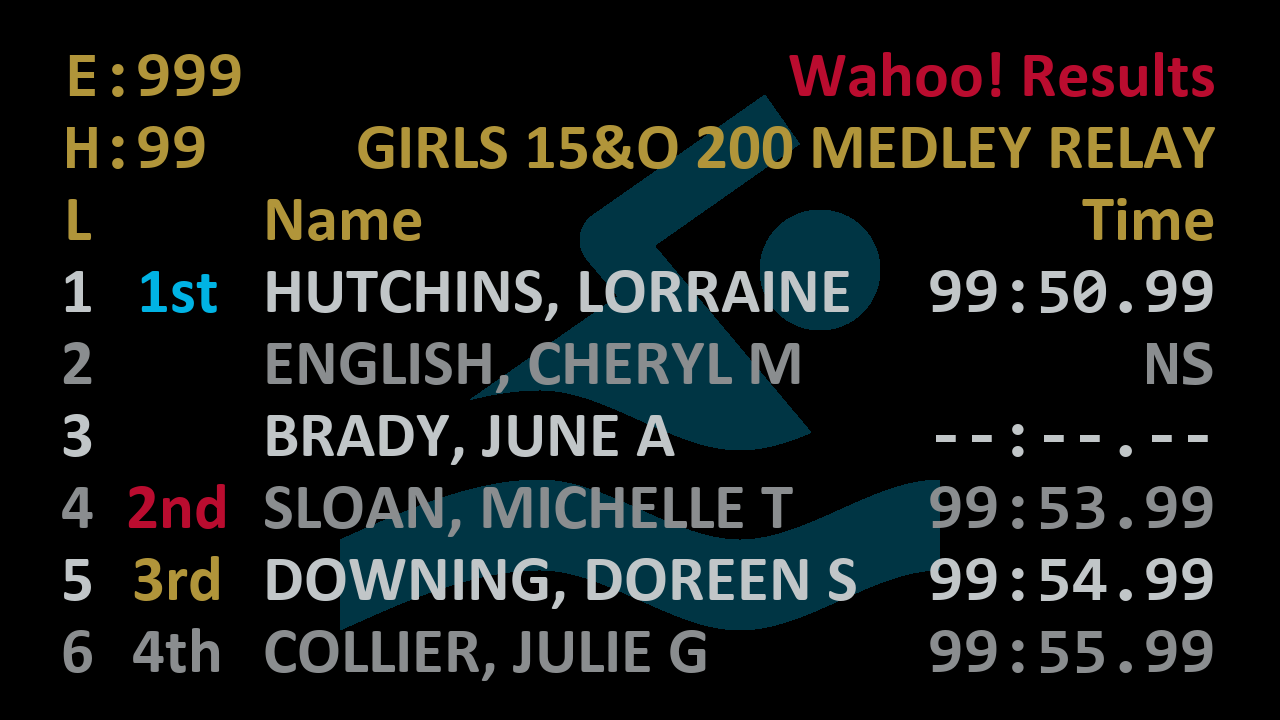 E:999 Wahoo! Results
H:99 GIRLS 15&O 200 MEDLEY RELAY
L Name Time
1 1st HUTCHINS, LORRAINE 99:50.99
2 ENGLISH, CHERYL M NS
3 BRADY, JUNE A --:--.--
4 2nd SLOAN, MICHELLE T 99:53.99
5 3rd DOWNING, DOREEN S 99:54.99
6 4th COLLIER, JULIE G 99:55.99